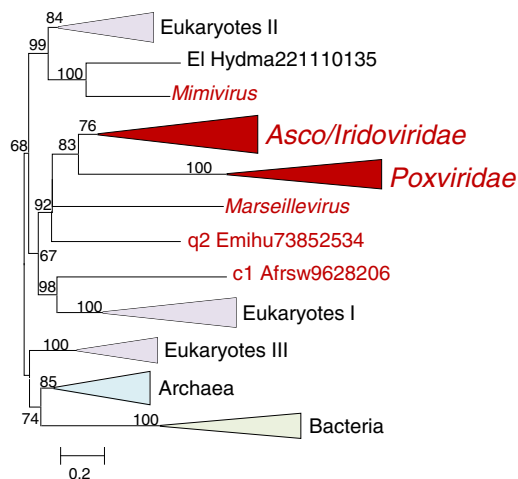 84
Eukaryotes II
99
El Hydma221110135
100
Mimivirus
68
76
Asco/Iridoviridae
83
100
Poxviridae
92
Marseillevirus
q2 Emihu73852534
67
c1 Afrsw9628206
98
100
Eukaryotes I
100
Eukaryotes III
85
Archaea
74
100
Bacteria
0.2